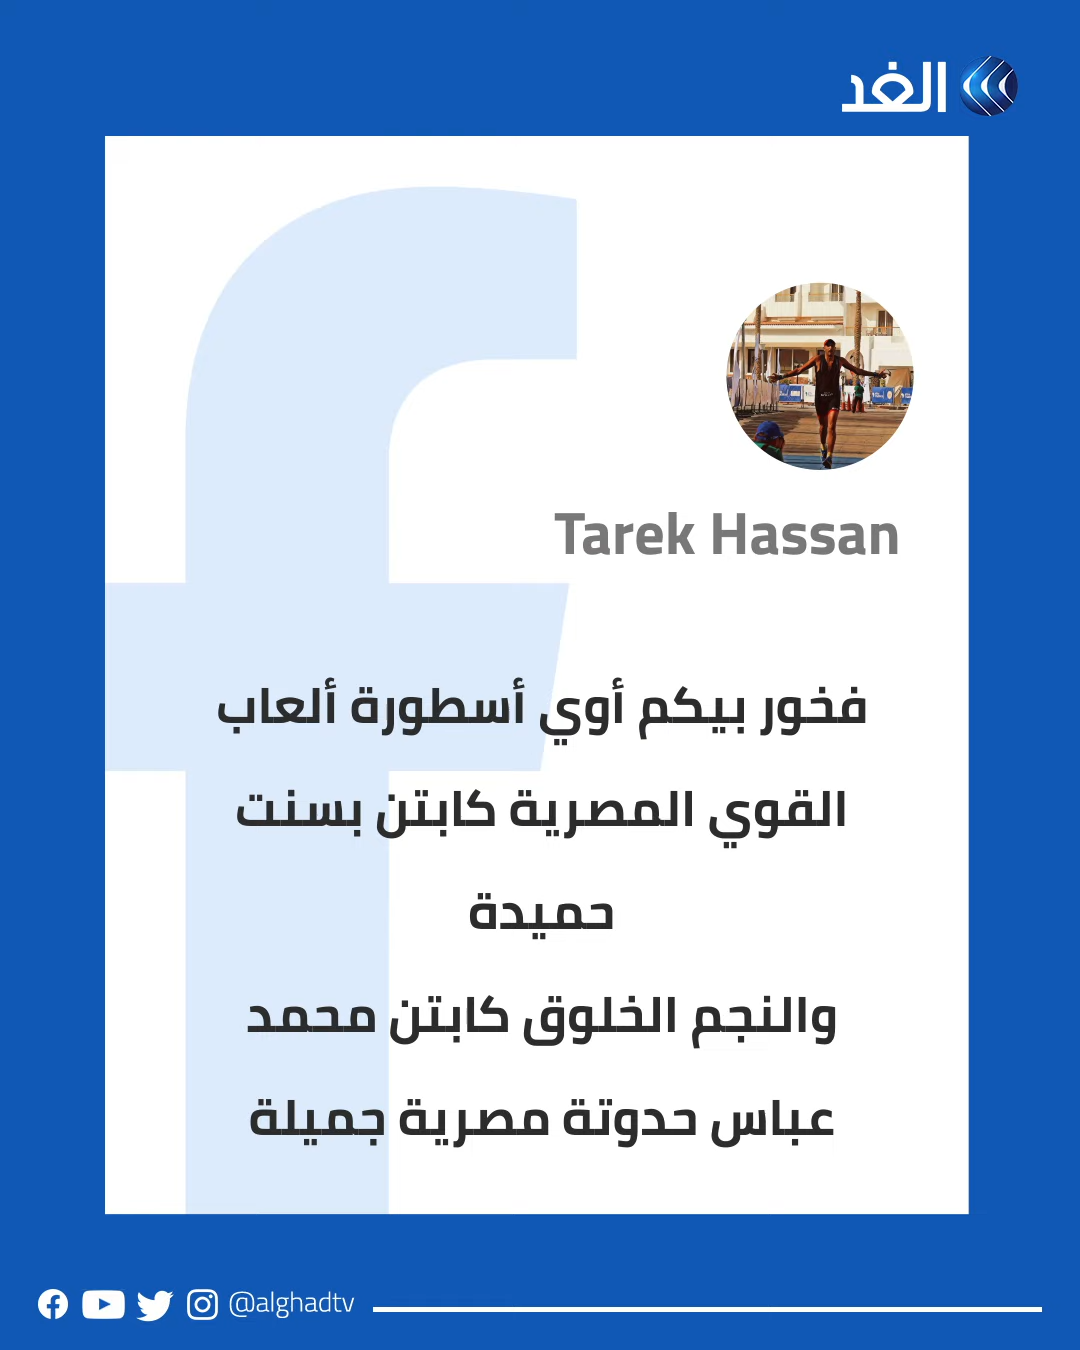 الغد
Tarek Hassan
فخور بيكم أوي أسطورة ألعاب
القوي المصرية كابتن بسنت
حميدة
والنجم الخلوق كابتن محمد
عباس حدوتة مصرية جميلة
@alghadtv